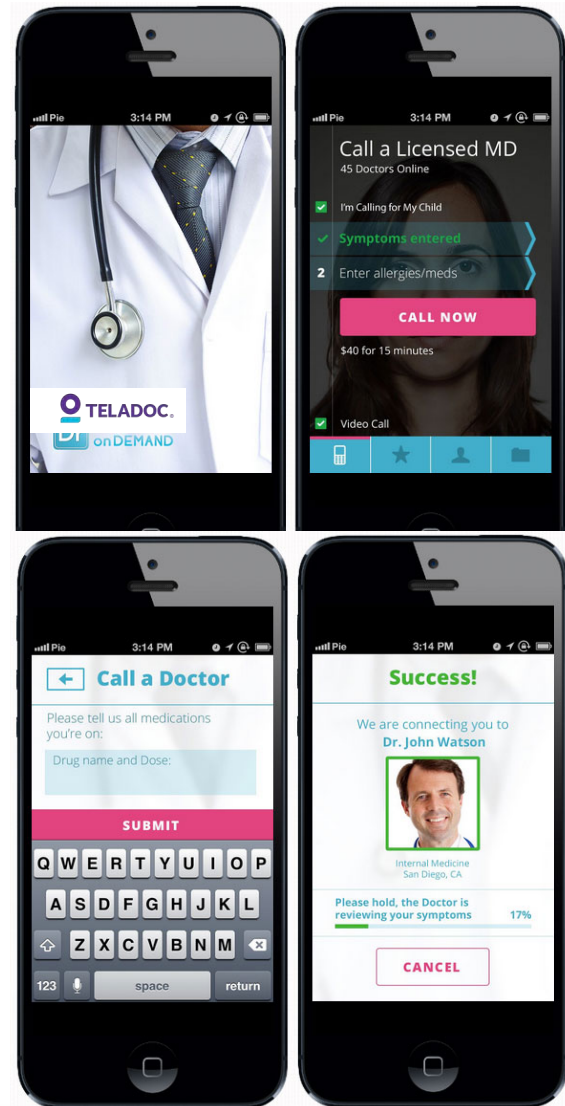 Pie 3:14 PM
TELADOC.
Dr
on DEMAND
Pie 3:14 PM
Call a Licensed MD
45 Doctors Online
I'm Calling for My Child
Symptoms entered
2 Enter allergies/meds
CALL NOW
$40 for 15 minutes
Video Call
Pie 3:14 PM
Call a Doctor
Please tell us all medications
you're on:
Drug name and Dose:
SUBMIT
Q W E R T Y U I O P
A S D F G H J K L
Z X C V B N M
123 space return
Pie 3:14 PM
Success!
We are connecting you to
Dr. John Watson
Internal Medicine
San Diego, CA
Please hold, the Doctor is
reviewing your symptoms 17%
CANCEL